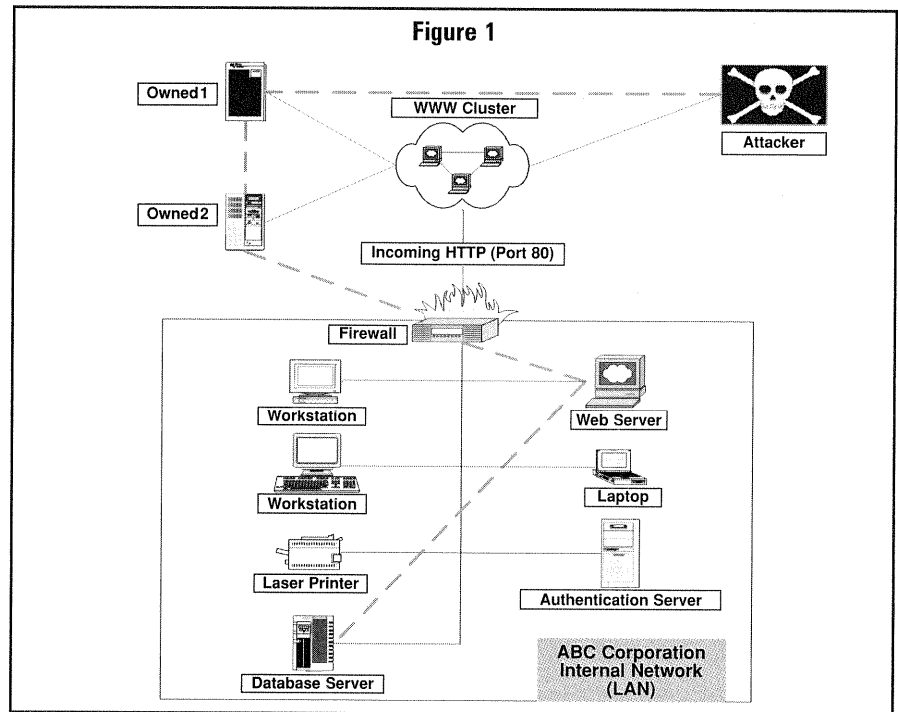 Figure 1
Owned1
WWW Cluster
Attacker
Owned2
Incoming HTTP (Port 80)
Firewall
Workstation
Web Server
Workstation
Laptop
Laser Printer
Authentication Server
Database Server
ABC Corporation
Internal Network
(LAN)